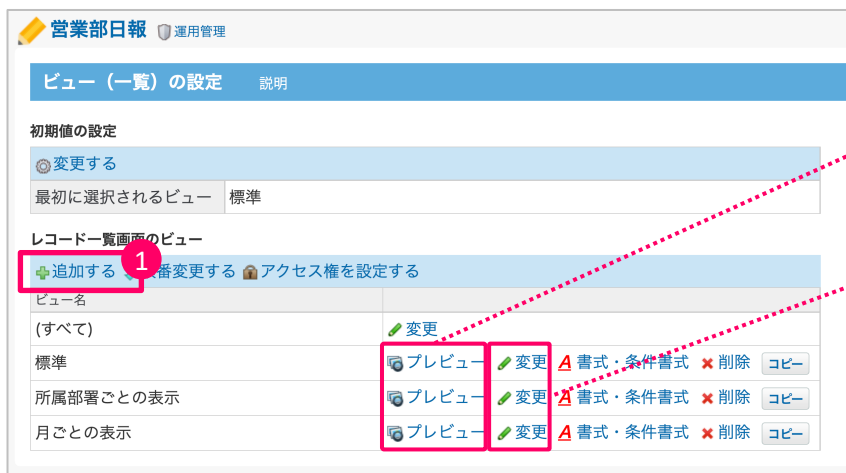 営業部日報 運用管理
ビュー（一覧）の設定 説明
初期値の設定
変更する
最初に選択されるビュー 標準
レコード一覧画面のビュー
追加する 1 番変更する アクセス権を設定する
ビュー名
(すべて) 変更
標準 プレビュー 変更 A 書式・条件書式 削除 コピー
所属部署ごとの表示 プレビュー 変更 A 書式・条件書式 削除 コピー
月ごとの表示 プレビュー 変更 A 書式・条件書式 削除 コピー